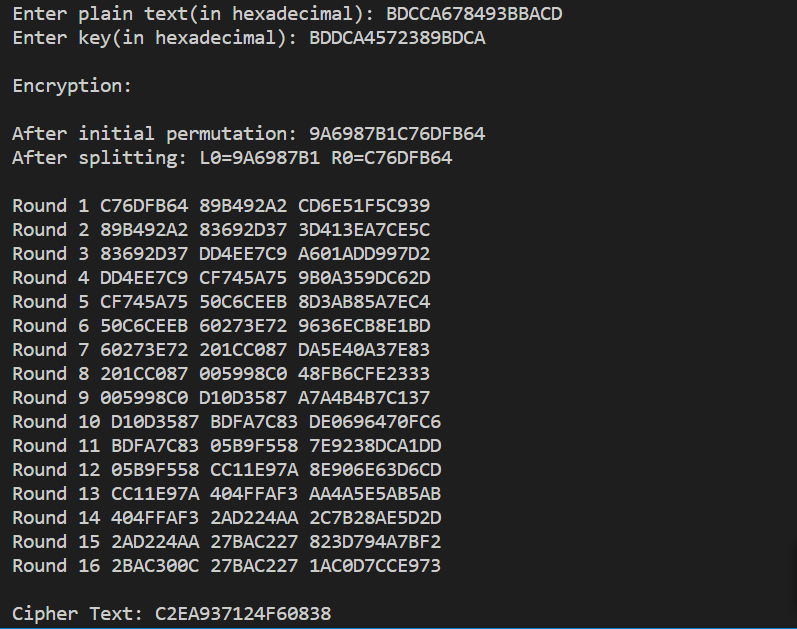 Enter plain text(in hexadecimal): BDCCA678493BBACD
Enter key(in hexadecimal): BDDCA4572389BDCA
Encryption:
After initial permutation: 9A6987B1C76DFB64
After splitting: L0=9A6987B1 R0=C76DFB64
Round 1 C76DFB64 89B492A2 CD6E51F5C939
Round 2 89B492A2 83692D37 3D413EA7CE5C
Round 3 83692D37 DD4EE7C9 A601ADD997D2
Round 4 DD4EE7C9 CF745A75 9B0A359DC62D
Round 5 CF745A75 50C6CEEB 8D3AB85A7EC4
Round 6 50C6CEEB 60273E72 9636ECB8E1BD
Round 7 60273E72 201CC087 DA5E40A37E83
Round 8 201CC087 005998C0 48FB6CFE2333
Round 9 005998C0 D10D3587 A7A4B4B7C137
Round 10 D10D3587 BDFA7C83 DE0696470FC6
Round 11 BDFA7C83 05B9F558 7E9238DCA1DD
Round 12 05B9F558 CC11E97A 8E906E63D6CD
Round 13 CC11E97A 404FFAF3 AA4A5E5AB5AB
Round 14 404FFAF3 2AD224AA 2C7B28AE5D2D
Round 15 2AD224AA 27BAC227 823D794A7BF2
Round 16 2BAC300C 27BAC227 1AC0D7CCE973
Cipher Text: C2EA937124F60838